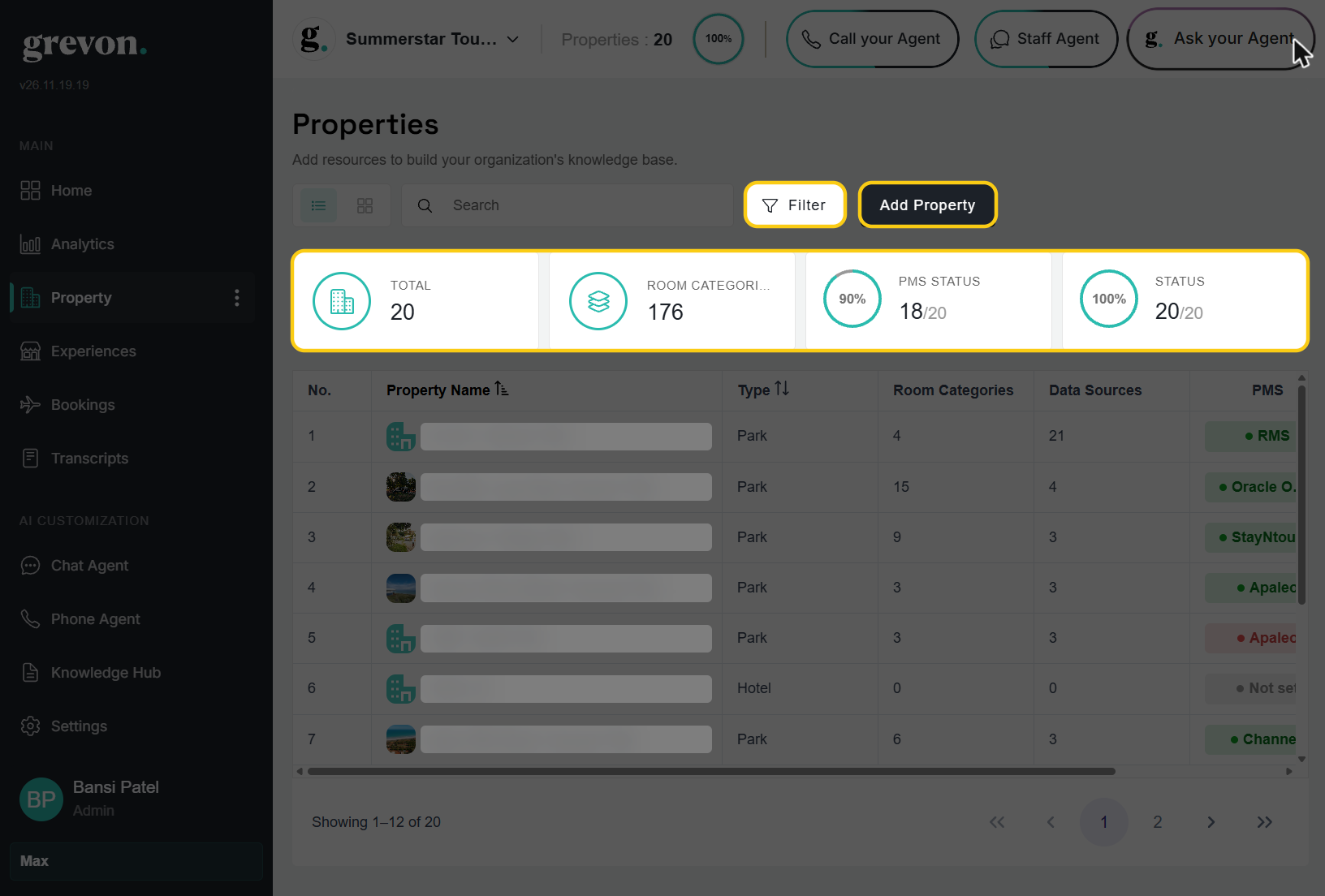 grevon.
v26.11.19.19
MAIN
Home
Analytics
Property
Experiences
Bookings
Transcripts
AI CUSTOMIZATION
Chat Agent
Phone Agent
Knowledge Hub
Settings
BP
Bansi Patel
Admin
Max
g. Summerstar Tou...
Properties : 20
100%
Call your Agent
Staff Agent
g. Ask your Agent
Properties
Add resources to build your organization's knowledge base.
Search
Filter
Add Property
TOTAL
20
ROOM CATEGORI...
176
90%
PMS STATUS
18/20
100%
STATUS
20/20
No. Property Name Type Room Categories Data Sources PMS
1 Park 4 21 RMS
2 Park 15 4 Oracle O.
3 Park 9 3 StayNtou
4 Park 3 3 Apaleo
5 Park 3 3 Apaleo
6 Hotel 0 0 Not set
7 Park 6 3 Channe
Showing 1–12 of 20
1 2